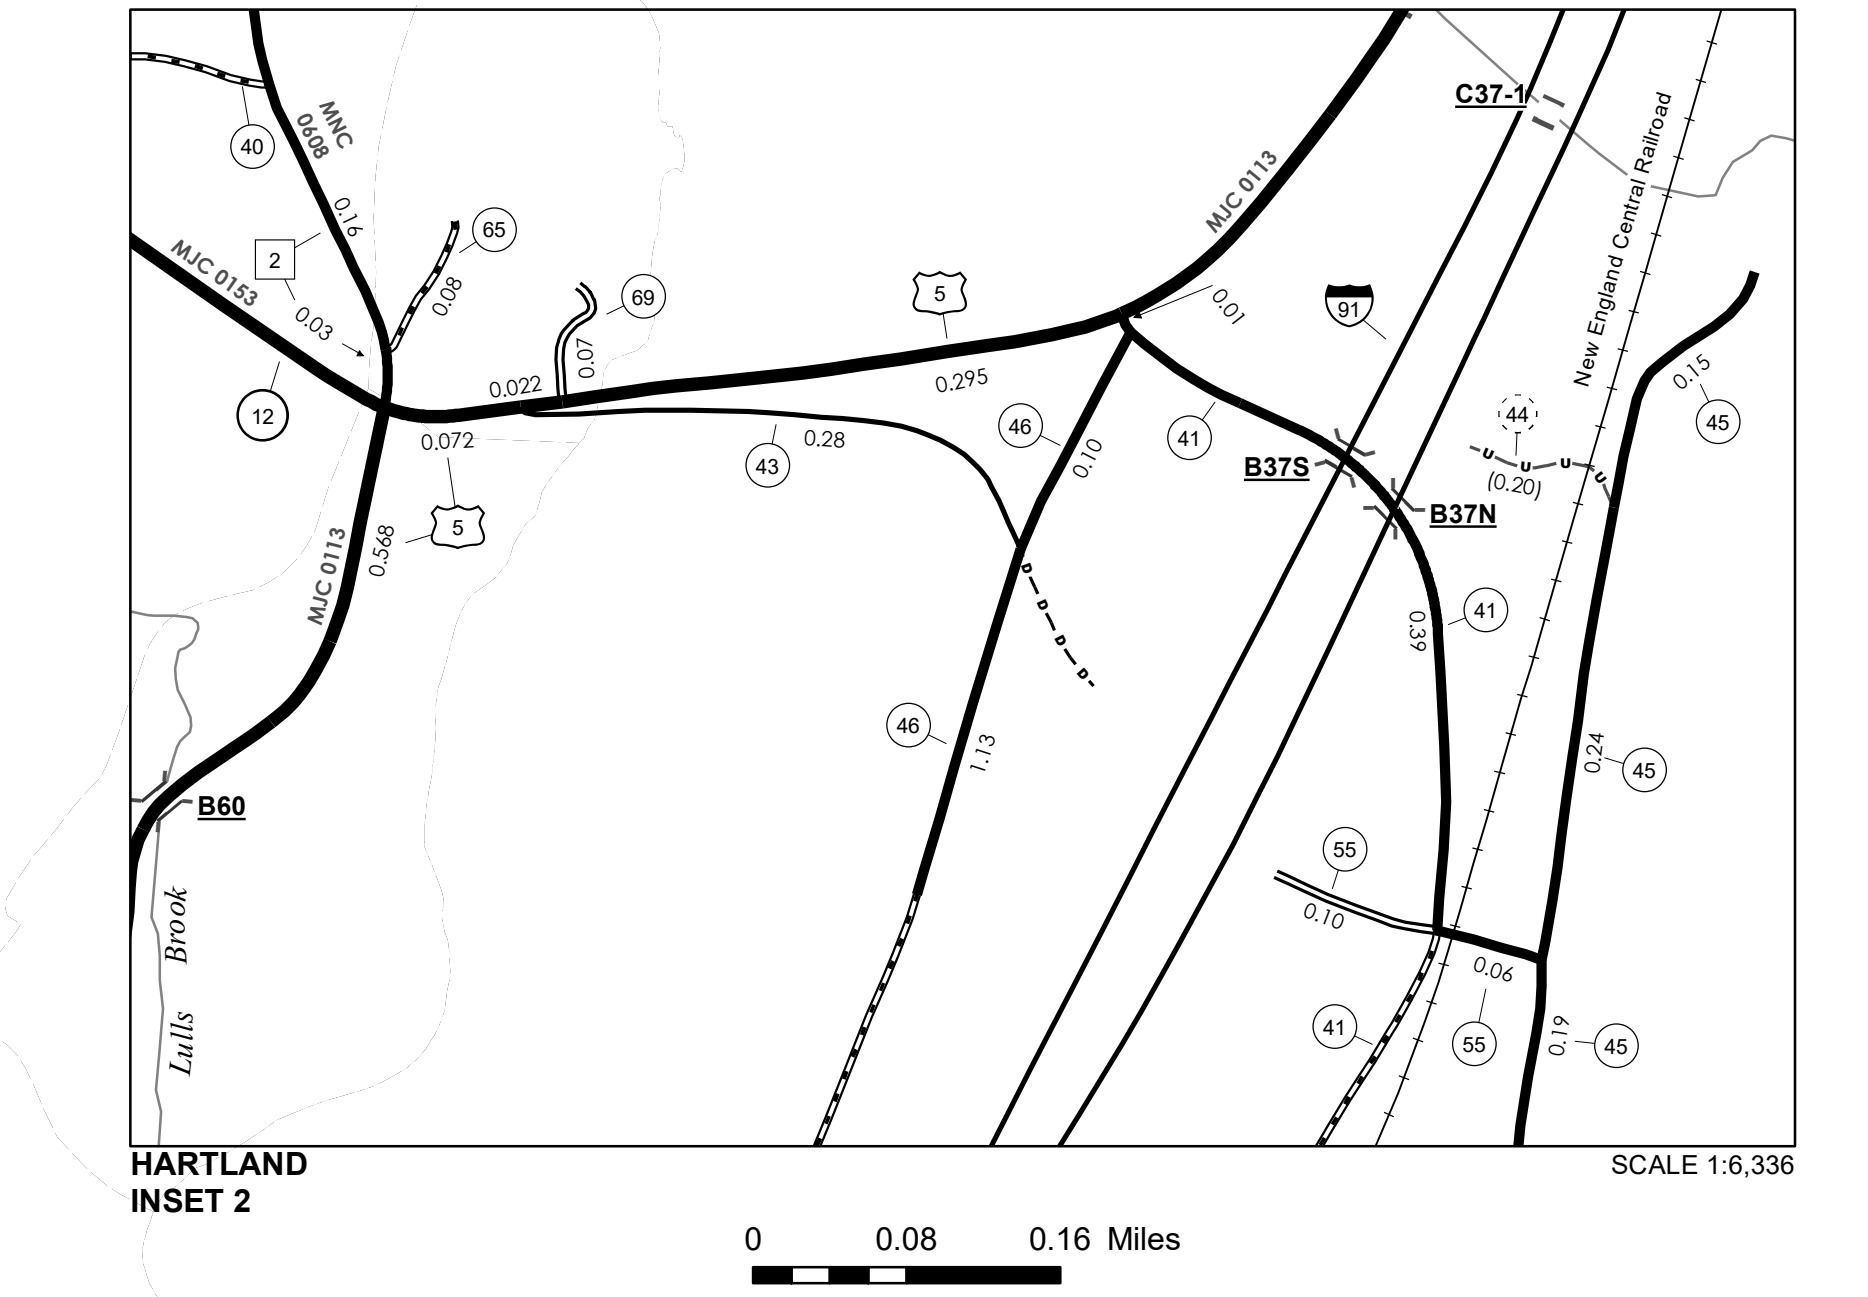 C37-1
40
MNC
0608
0.16
65
2
MJC 0153
0.03
0.08
69
0.07
12
0.022
0.072
5
0.568
MJC 0113
MJC 0113
5
0.295
0.01
91
New England Central Railroad
43
0.28
46
0.10
41
B37S
B37N
44
U
U
U
U
(0.20)
0.15
45
D
D
D
D
0.39
41
46
1.13
0.24
45
B60
55
0.10
0.06
55
41
0.19
45
Lulls Brook
HARTLAND
INSET 2
SCALE 1:6,336
0 0.08 0.16 Miles